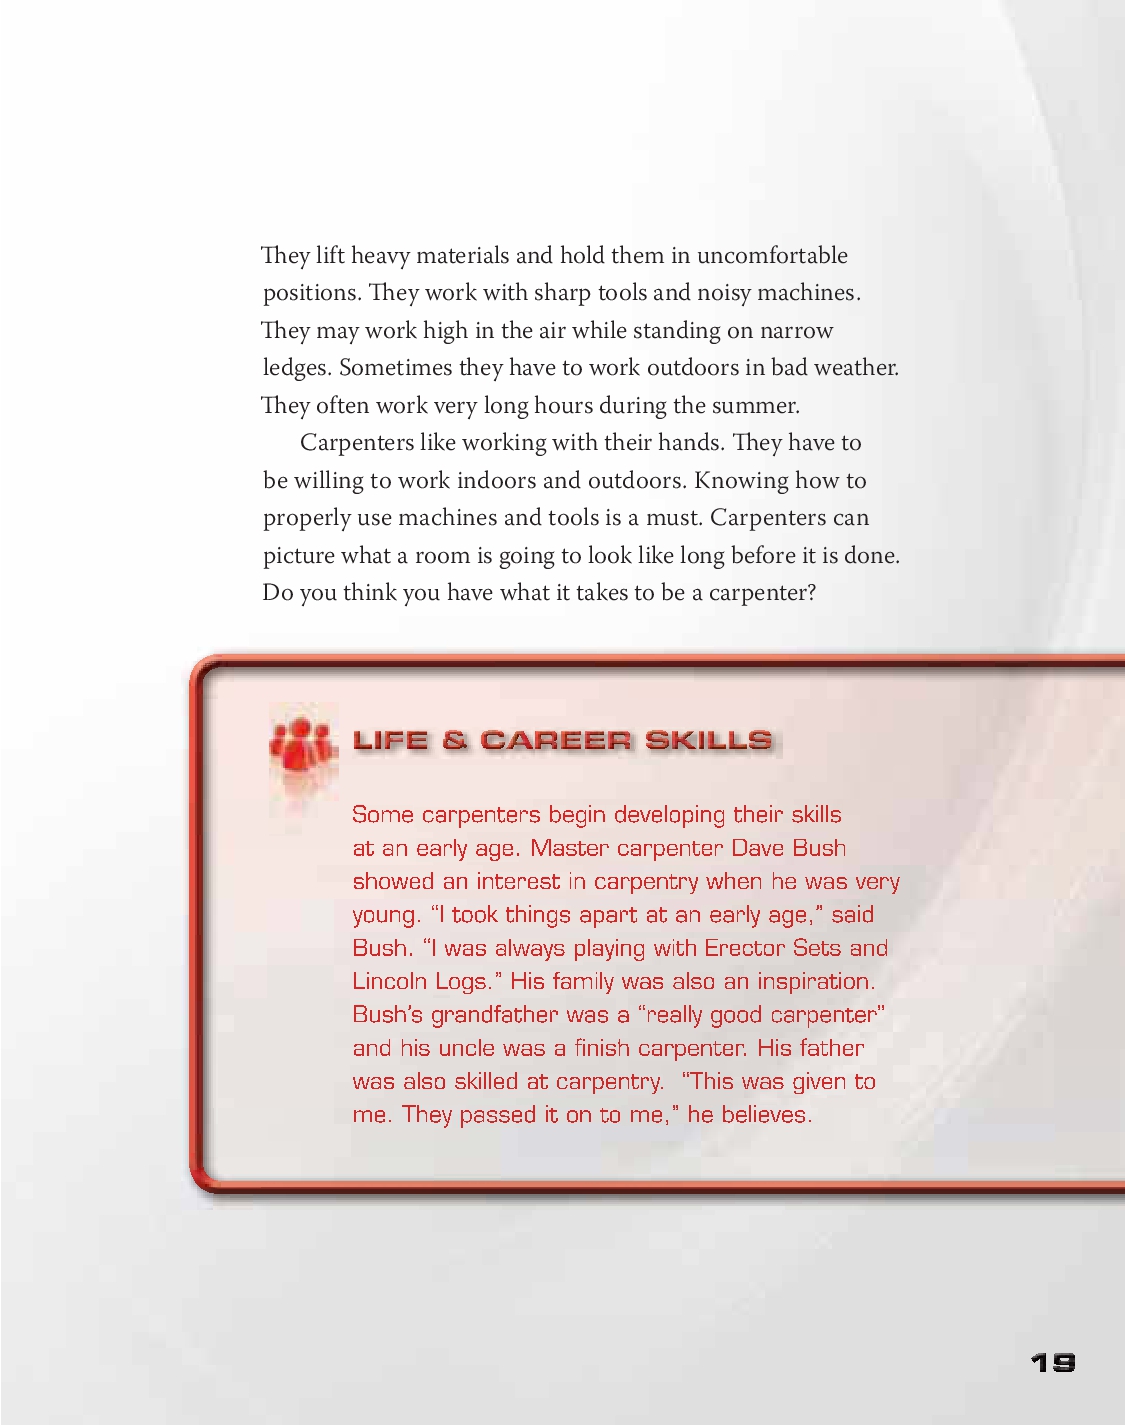 They lift heavy materials and hold them in uncomfortable
positions. They work with sharp tools and noisy machines.
They may work high in the air while standing on narrow
ledges. Sometimes they have to work outdoors in bad weather.
They often work very long hours during the summer.
Carpenters like working with their hands. They have to
be willing to work indoors and outdoors. Knowing how to
properly use machines and tools is a must. Carpenters can
picture what a room is going to look like long before it is done.
Do you think you have what it takes to be a carpenter?
LIFE & CAREER SKILLS
Some carpenters begin developing their skills
at an early age. Master carpenter Dave Bush
showed an interest in carpentry when he was very
young. “I took things apart at an early age,” said
Bush. “I was always playing with Erector Sets and
Lincoln Logs.” His family was also an inspiration.
Bush’s grandfather was a “really good carpenter”
and his uncle was a finish carpenter. His father
was also skilled at carpentry.  “This was given to
me. They passed it on to me,” he believes.
19